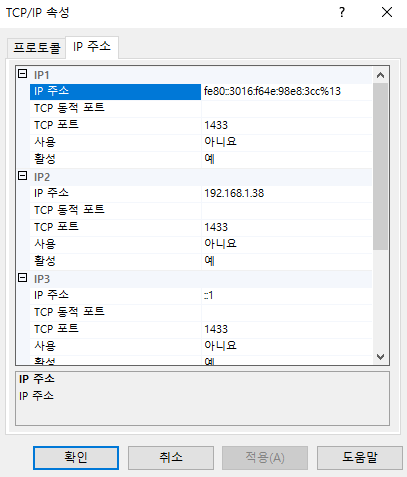 TCP/IP 속성
프로토콜 IP 주소
IP1
IP 주소 fe80::3016:f64e:98e8:3cc%13
TCP 동적 포트
TCP 포트 1433
사용 아니요
활성 예
IP2
IP 주소 192.168.1.38
TCP 동적 포트
TCP 포트 1433
사용 아니요
활성 예
IP3
IP 주소 ::1
TCP 동적 포트
TCP 포트 1433
사용 아니요
활성 예
IP 주소
IP 주소
확인 취소 적용(A) 도움말